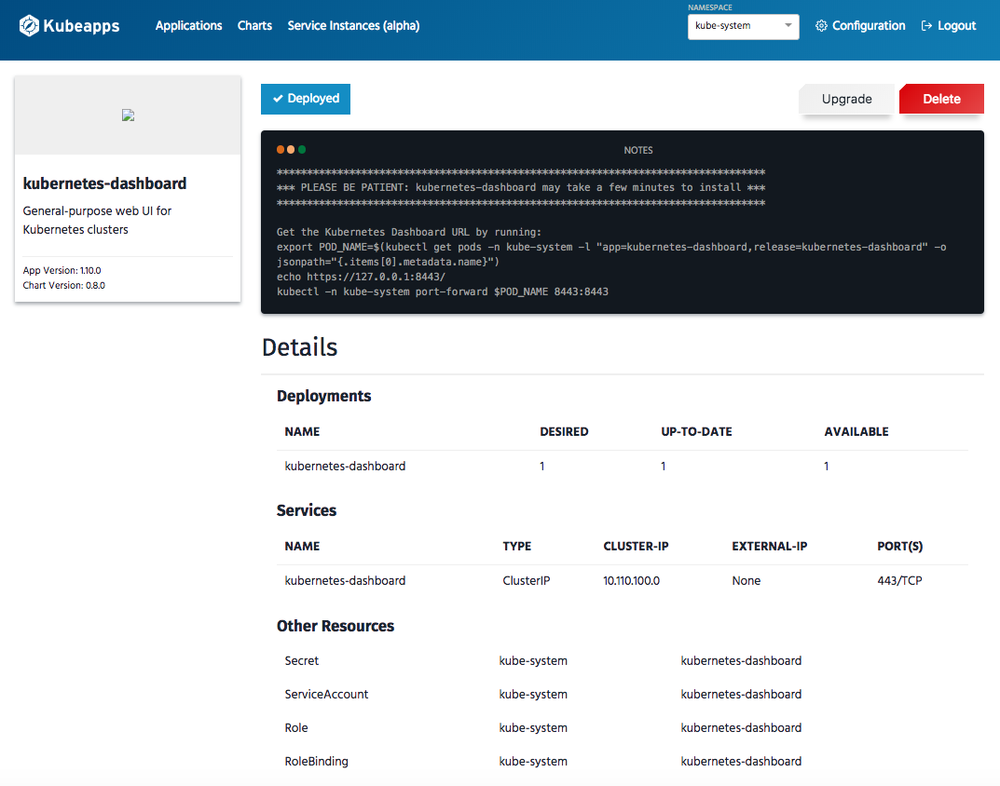 Kubeapps Applications Charts Service Instances (alpha) NAMESPACE kube-system Configuration Logout
kubernetes-dashboard
General-purpose web UI for
Kubernetes clusters
App Version: 1.10.0
Chart Version: 0.8.0
Deployed Upgrade Delete
NOTES
*********************************************************************************
*** PLEASE BE PATIENT: kubernetes-dashboard may take a few minutes to install ***
*********************************************************************************
Get the Kubernetes Dashboard URL by running:
export POD_NAME=$(kubectl get pods -n kube-system -l "app=kubernetes-dashboard,release=kubernetes-dashboard" -o
jsonpath="{.items[0].metadata.name}")
echo https://127.0.0.1:8443/
kubectl -n kube-system port-forward $POD_NAME 8443:8443
Details
Deployments
NAME DESIRED UP-TO-DATE AVAILABLE
kubernetes-dashboard 1 1 1
Services
NAME TYPE CLUSTER-IP EXTERNAL-IP PORT(S)
kubernetes-dashboard ClusterIP 10.110.100.0 None 443/TCP
Other Resources
Secret kube-system kubernetes-dashboard
ServiceAccount kube-system kubernetes-dashboard
Role kube-system kubernetes-dashboard
RoleBinding kube-system kubernetes-dashboard